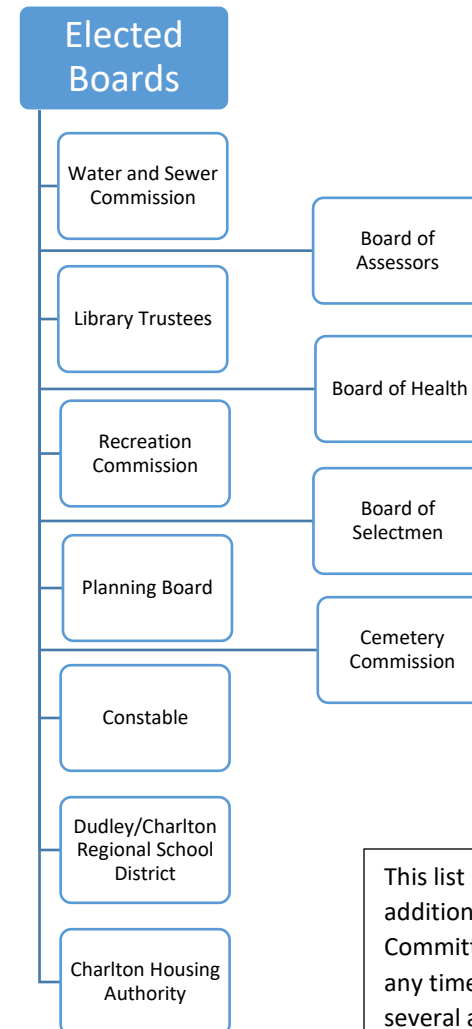 Elected
Boards
Water and Sewer
Commission
Board of
Assessors
Library Trustees
Board of Health
Recreation
Commission
Board of
Selectmen
Planning Board
Cemetery
Commission
Constable
Dudley/Charlton
Regional School
District
Charlton Housing
Authority
This list
addition
Committ
any time
several a